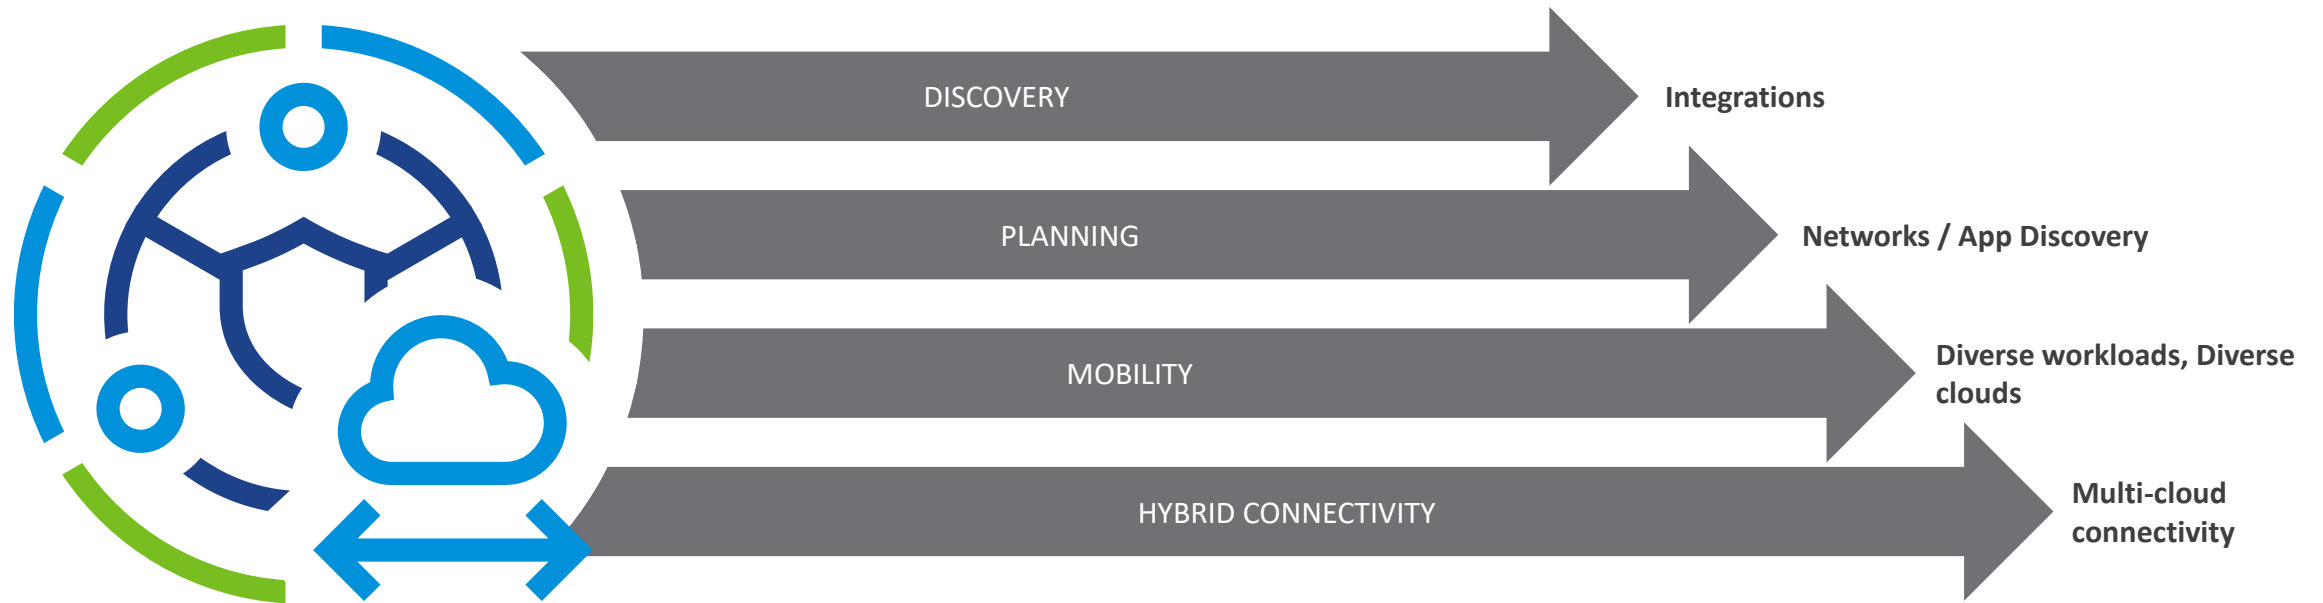 DISCOVERY
Integrations
PLANNING
Networks / App Discovery
MOBILITY
Diverse workloads, Diverse
clouds
HYBRID CONNECTIVITY
Multi-cloud
connectivity